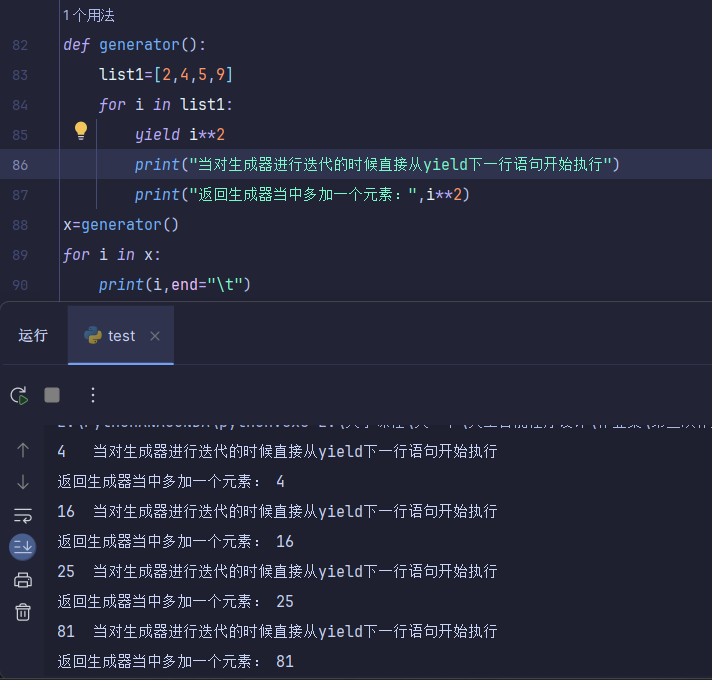 1个用法
82 def generator():
83 list1=[2,4,5,9]
84 for i in list1:
85 yield i**2
86 print("当对生成器进行迭代的时候直接从yield下一行语句开始执行")
87 print("返回生成器当中多加一个元素：",i**2)
88 x=generator()
89 for i in x:
90 print(i,end="\t")
运行 test
4 当对生成器进行迭代的时候直接从yield下一行语句开始执行
返回生成器当中多加一个元素： 4
16 当对生成器进行迭代的时候直接从yield下一行语句开始执行
返回生成器当中多加一个元素： 16
25 当对生成器进行迭代的时候直接从yield下一行语句开始执行
返回生成器当中多加一个元素： 25
81 当对生成器进行迭代的时候直接从yield下一行语句开始执行
返回生成器当中多加一个元素： 81